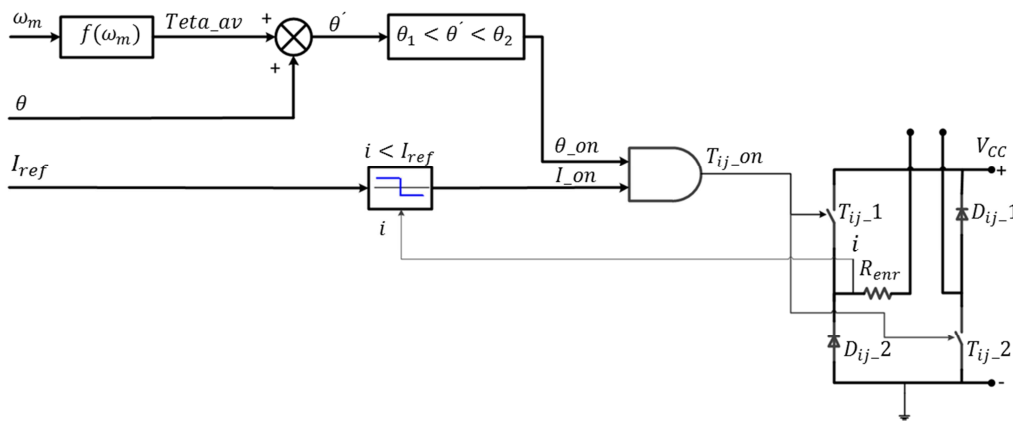 ω_m
f(ω_m)
Teta_av
+
+
θ´
θ_1 < θ´ < θ_2
θ
I_ref
i < I_ref
i
θ_on
I_on
T_ij_on
V_CC
+
T_ij_1
D_ij_1
i
R_enr
D_ij_2
T_ij_2
-